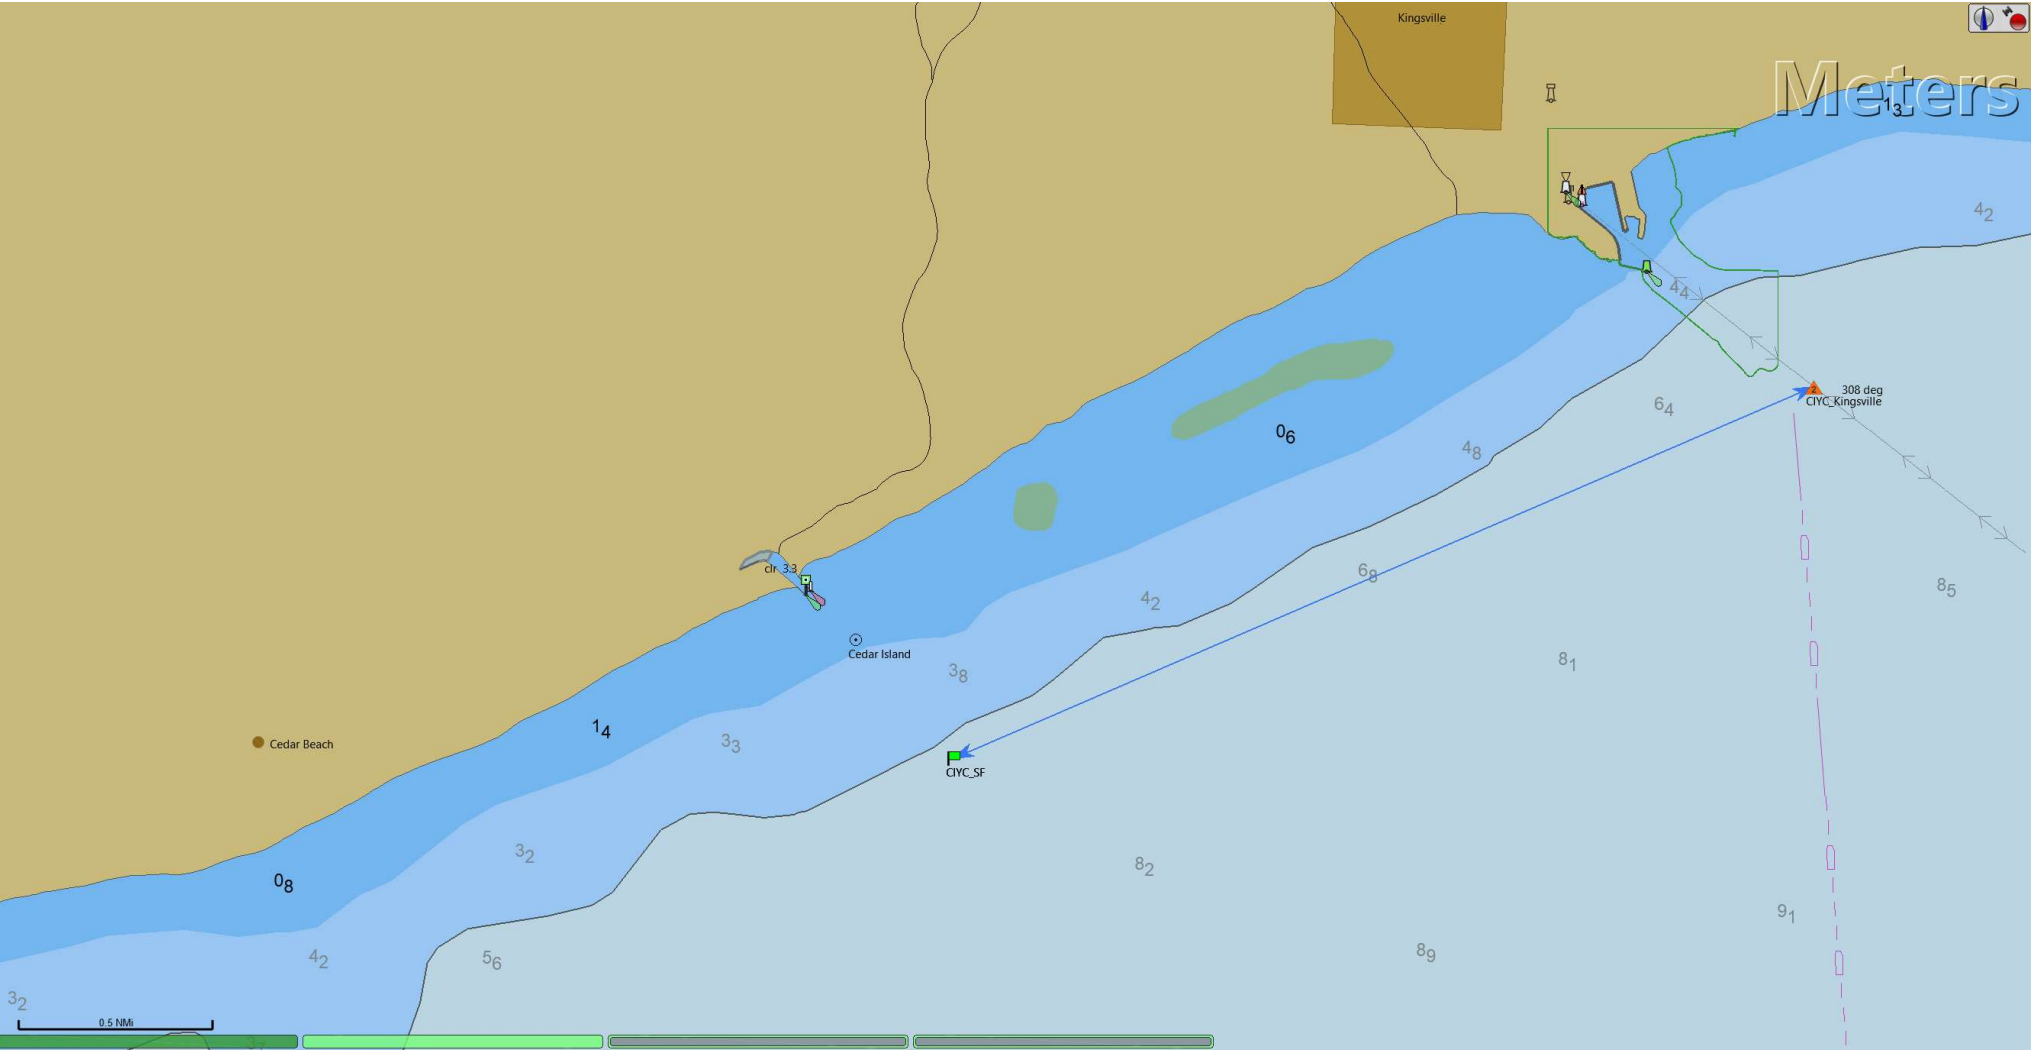 Kingsville
Meters
1₃
4₂
4₄
308 deg
CIYC_Kingsville
6₄
0₆
4₈
6₈
clr 3.3
8₅
4₂
Cedar Island
8₁
3₈
1₄
3₃
Cedar Beach
CIYC_SF
3₂
8₂
0₈
9₁
8₉
4₂
5₆
3₂
0.5 NMi